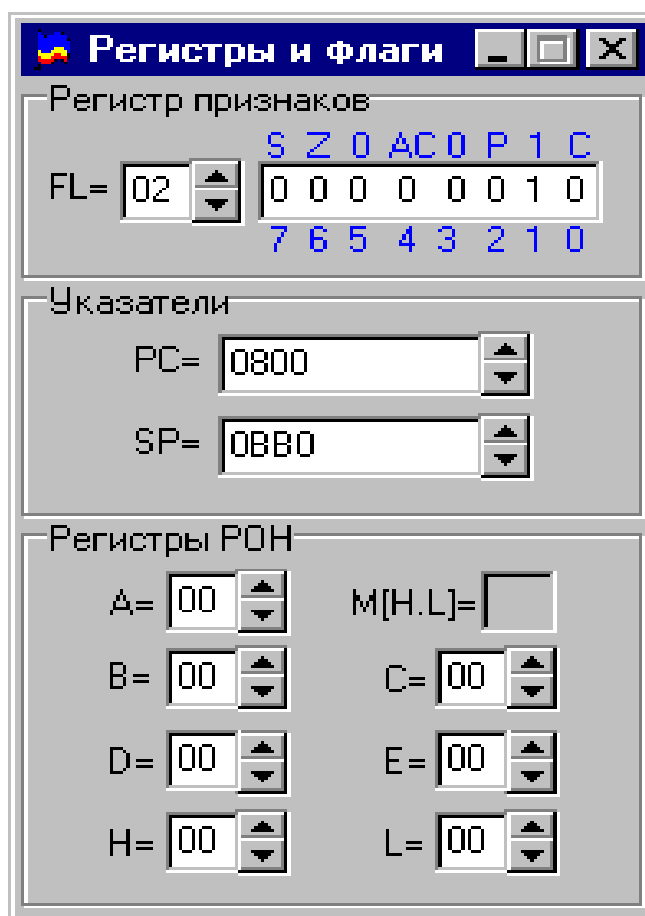 Регистры и флаги
Регистр признаков
S Z 0 AC 0 P 1 C
FL= 02 0 0 0 0 0 0 1 0
7 6 5 4 3 2 1 0
Указатели
PC= 0800
SP= 0BB0
Регистры РОН
A= 00 M[H.L]=
B= 00 C= 00
D= 00 E= 00
H= 00 L= 00